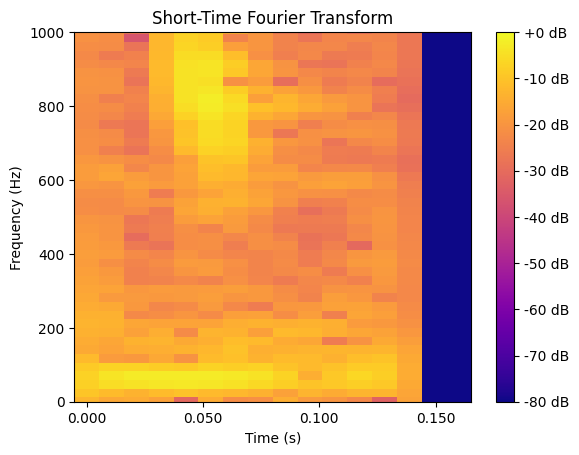 Short-Time Fourier Transform
1000
800
600
400
200
0
Frequency (Hz)
0.000
0.050
0.100
0.150
Time (s)
+0 dB
-10 dB
-20 dB
-30 dB
-40 dB
-50 dB
-60 dB
-70 dB
-80 dB